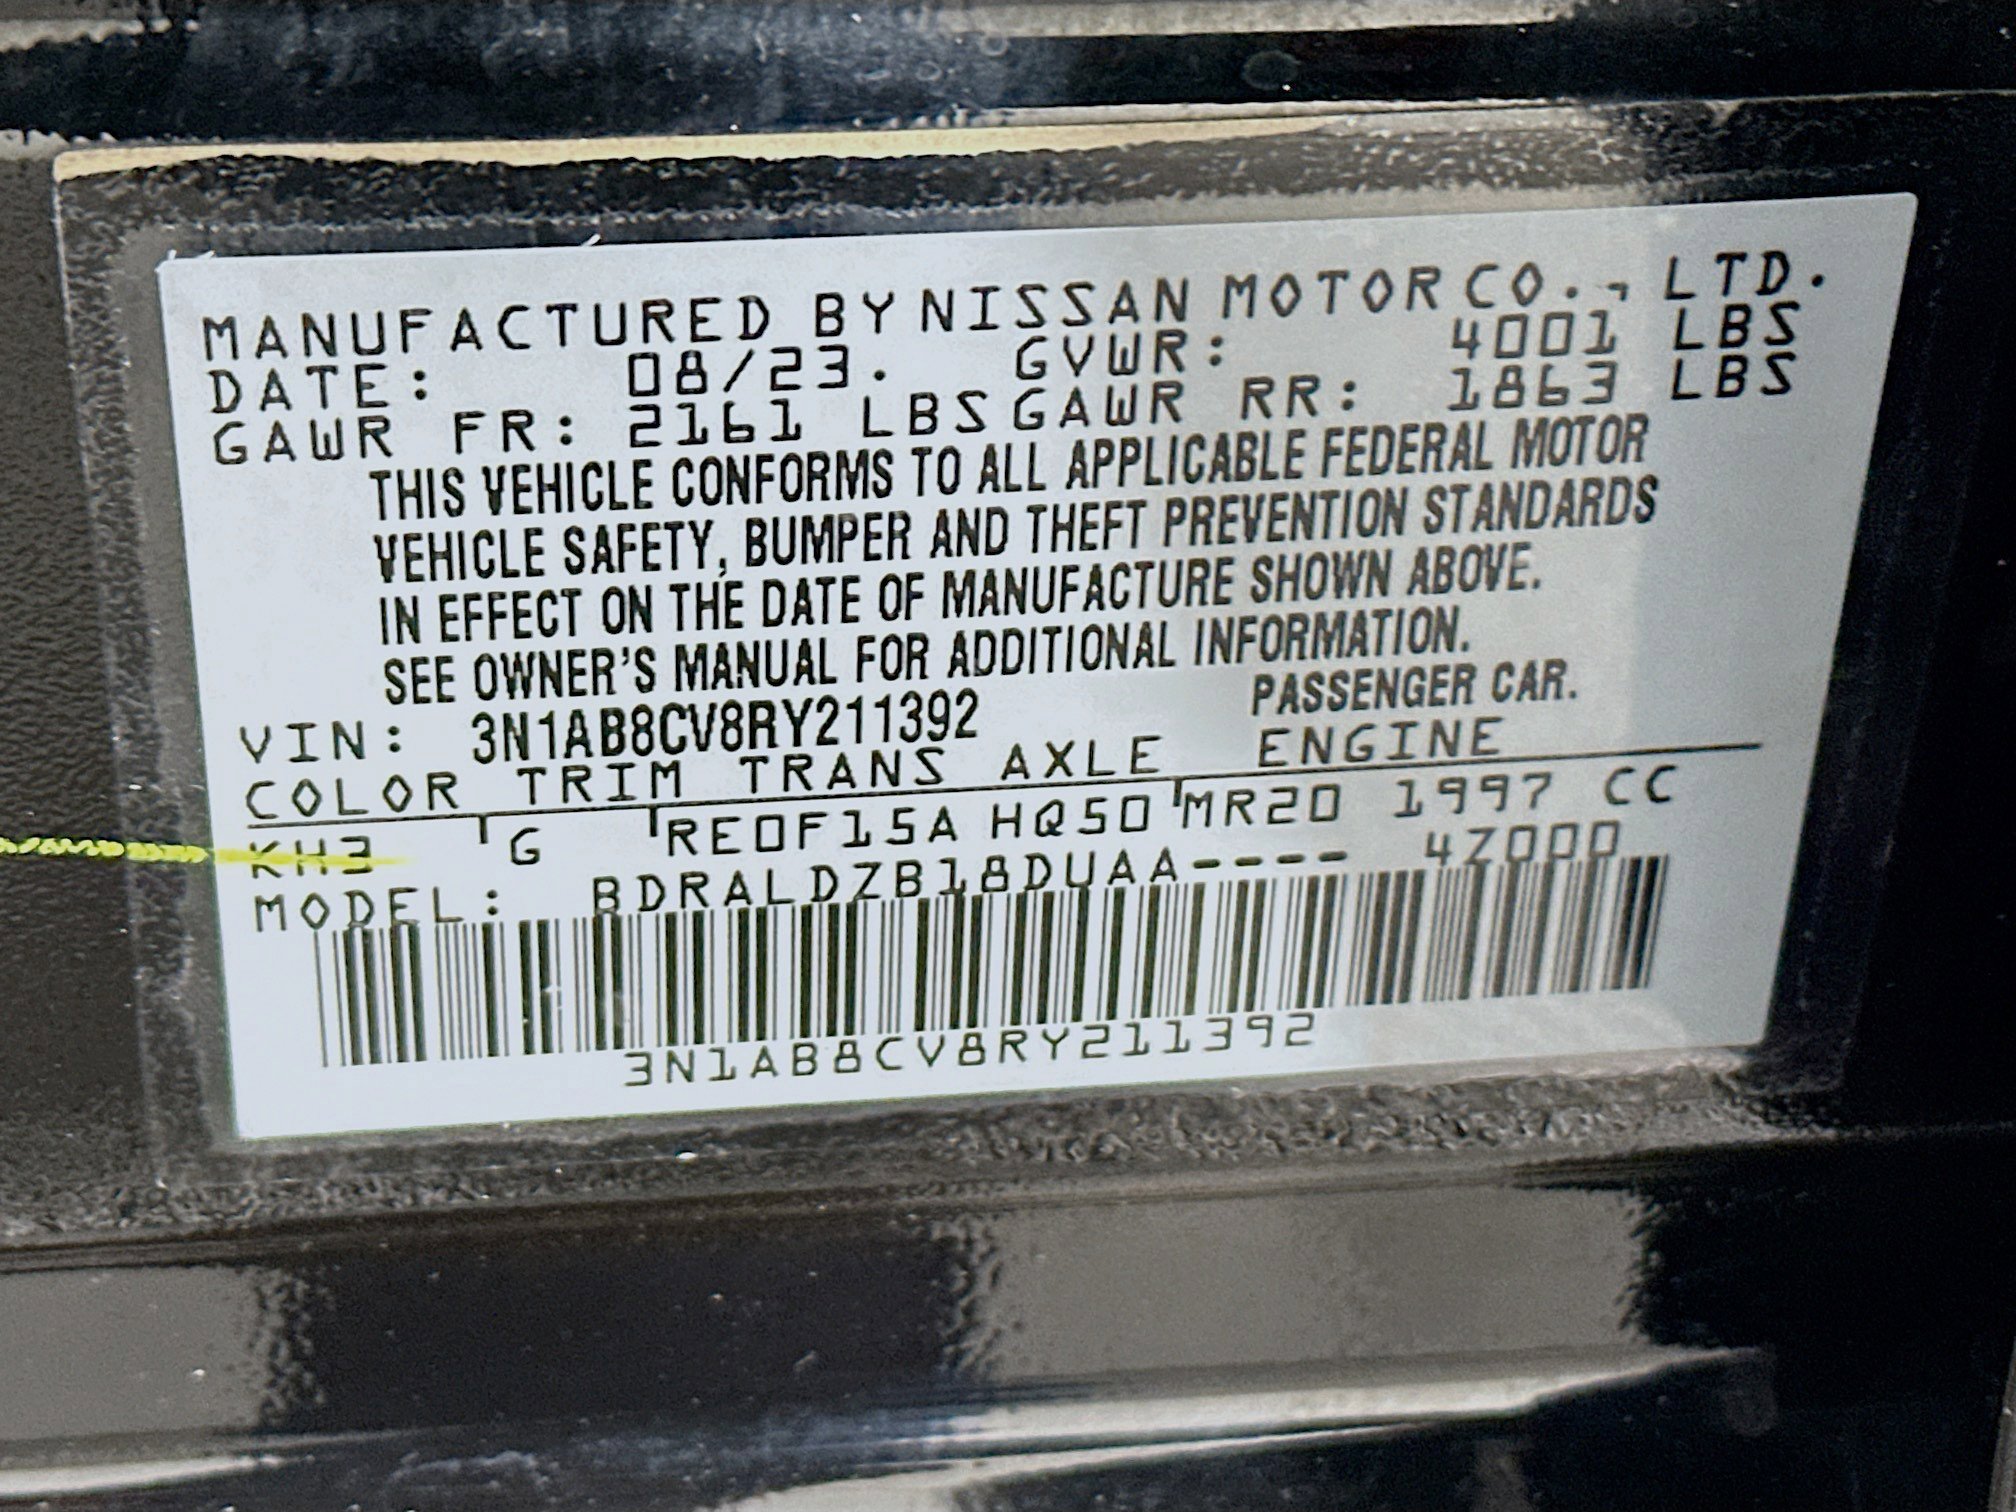 MANUFACTURED BY NISSAN MOTOR CO., LTD.
DATE: 08/23. GVWR: 4001 LBS
GAWR FR: 2161 LBS GAWR RR: 1863 LBS
THIS VEHICLE CONFORMS TO ALL APPLICABLE FEDERAL MOTOR
VEHICLE SAFETY, BUMPER AND THEFT PREVENTION STANDARDS
IN EFFECT ON THE DATE OF MANUFACTURE SHOWN ABOVE.
SEE OWNER'S MANUAL FOR ADDITIONAL INFORMATION.
VIN: 3N1AB8CV8RY211392 PASSENGER CAR.
COLOR TRIM TRANS AXLE ENGINE
KH3 G RE0F15A HQ50 MR20 1997 CC
MODEL: BDRALDZB18DUAA---- 4Z000
3N1AB8CV8RY211392